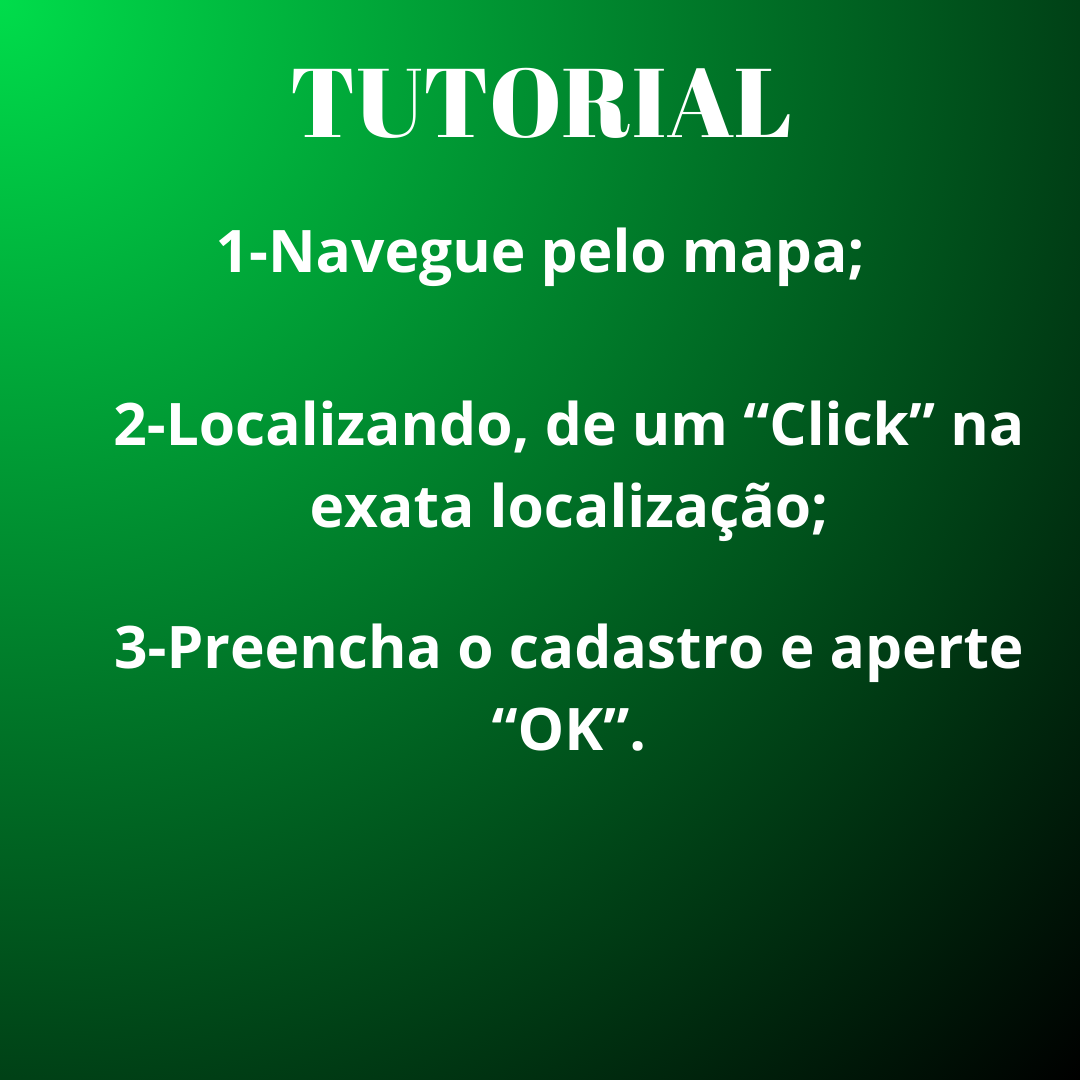 TUTORIAL
1-Navegue pelo mapa;
2-Localizando, de um “Click” na
exata localização;
3-Preencha o cadastro e aperte
“OK”.